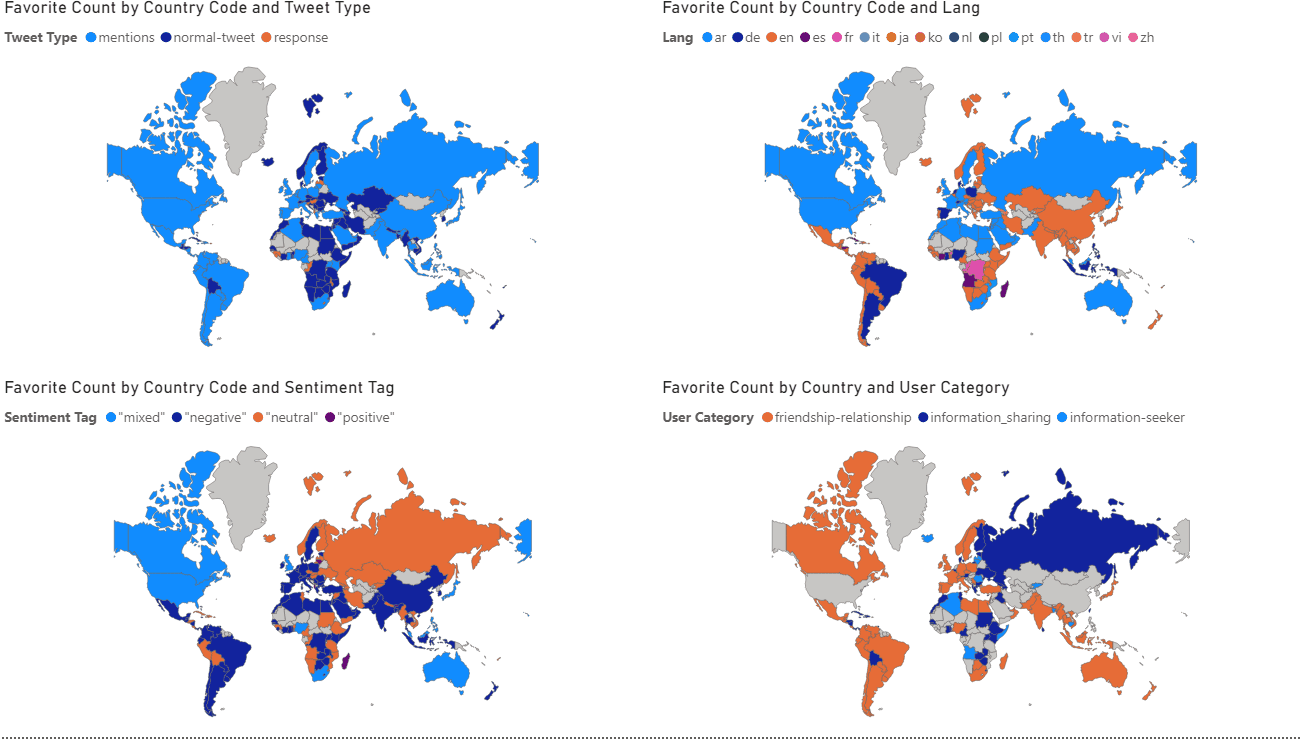 Favorite Count by Country Code and Tweet Type
Tweet Type mentions normal-tweet response
Favorite Count by Country Code and Lang
Lang ar de en es fr it ja ko nl pl pt th tr vi zh
Favorite Count by Country Code and Sentiment Tag
Sentiment Tag "mixed" "negative" "neutral" "positive"
Favorite Count by Country and User Category
User Category friendship-relationship information_sharing information-seeker